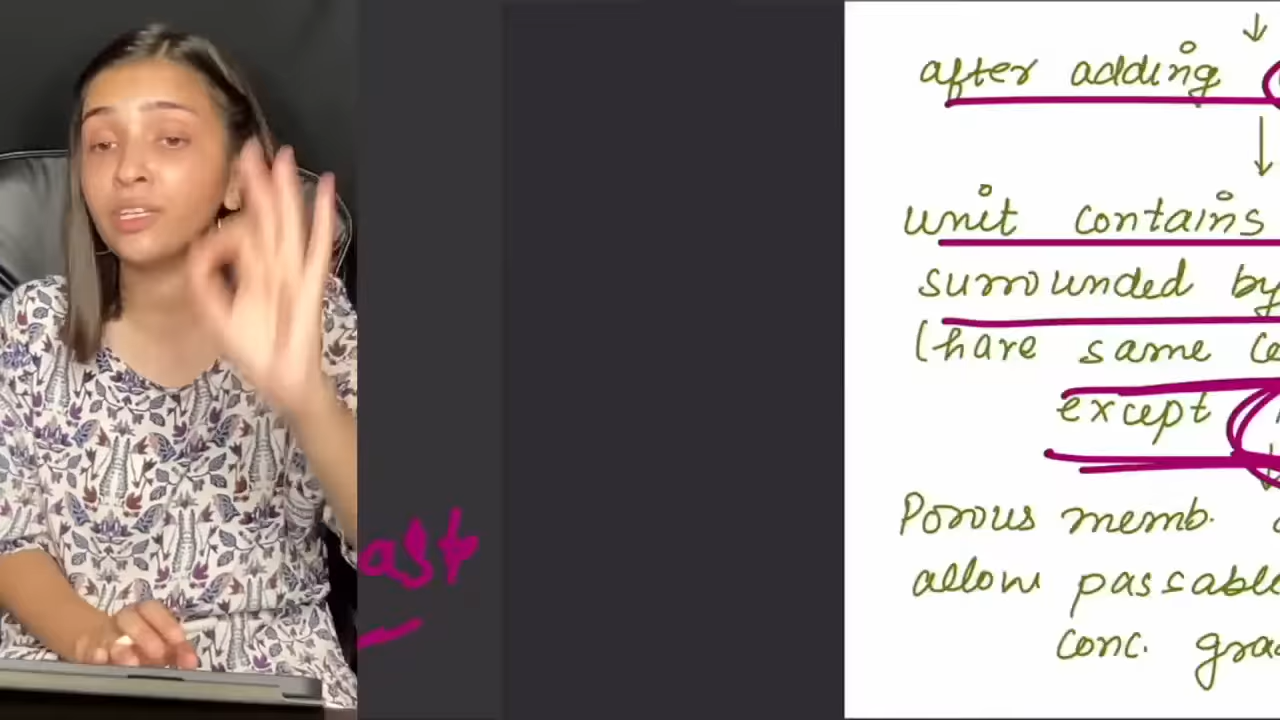 after adding
unit contains
surrounded by
(have same
except
Porous memb.
allow passable
conc.